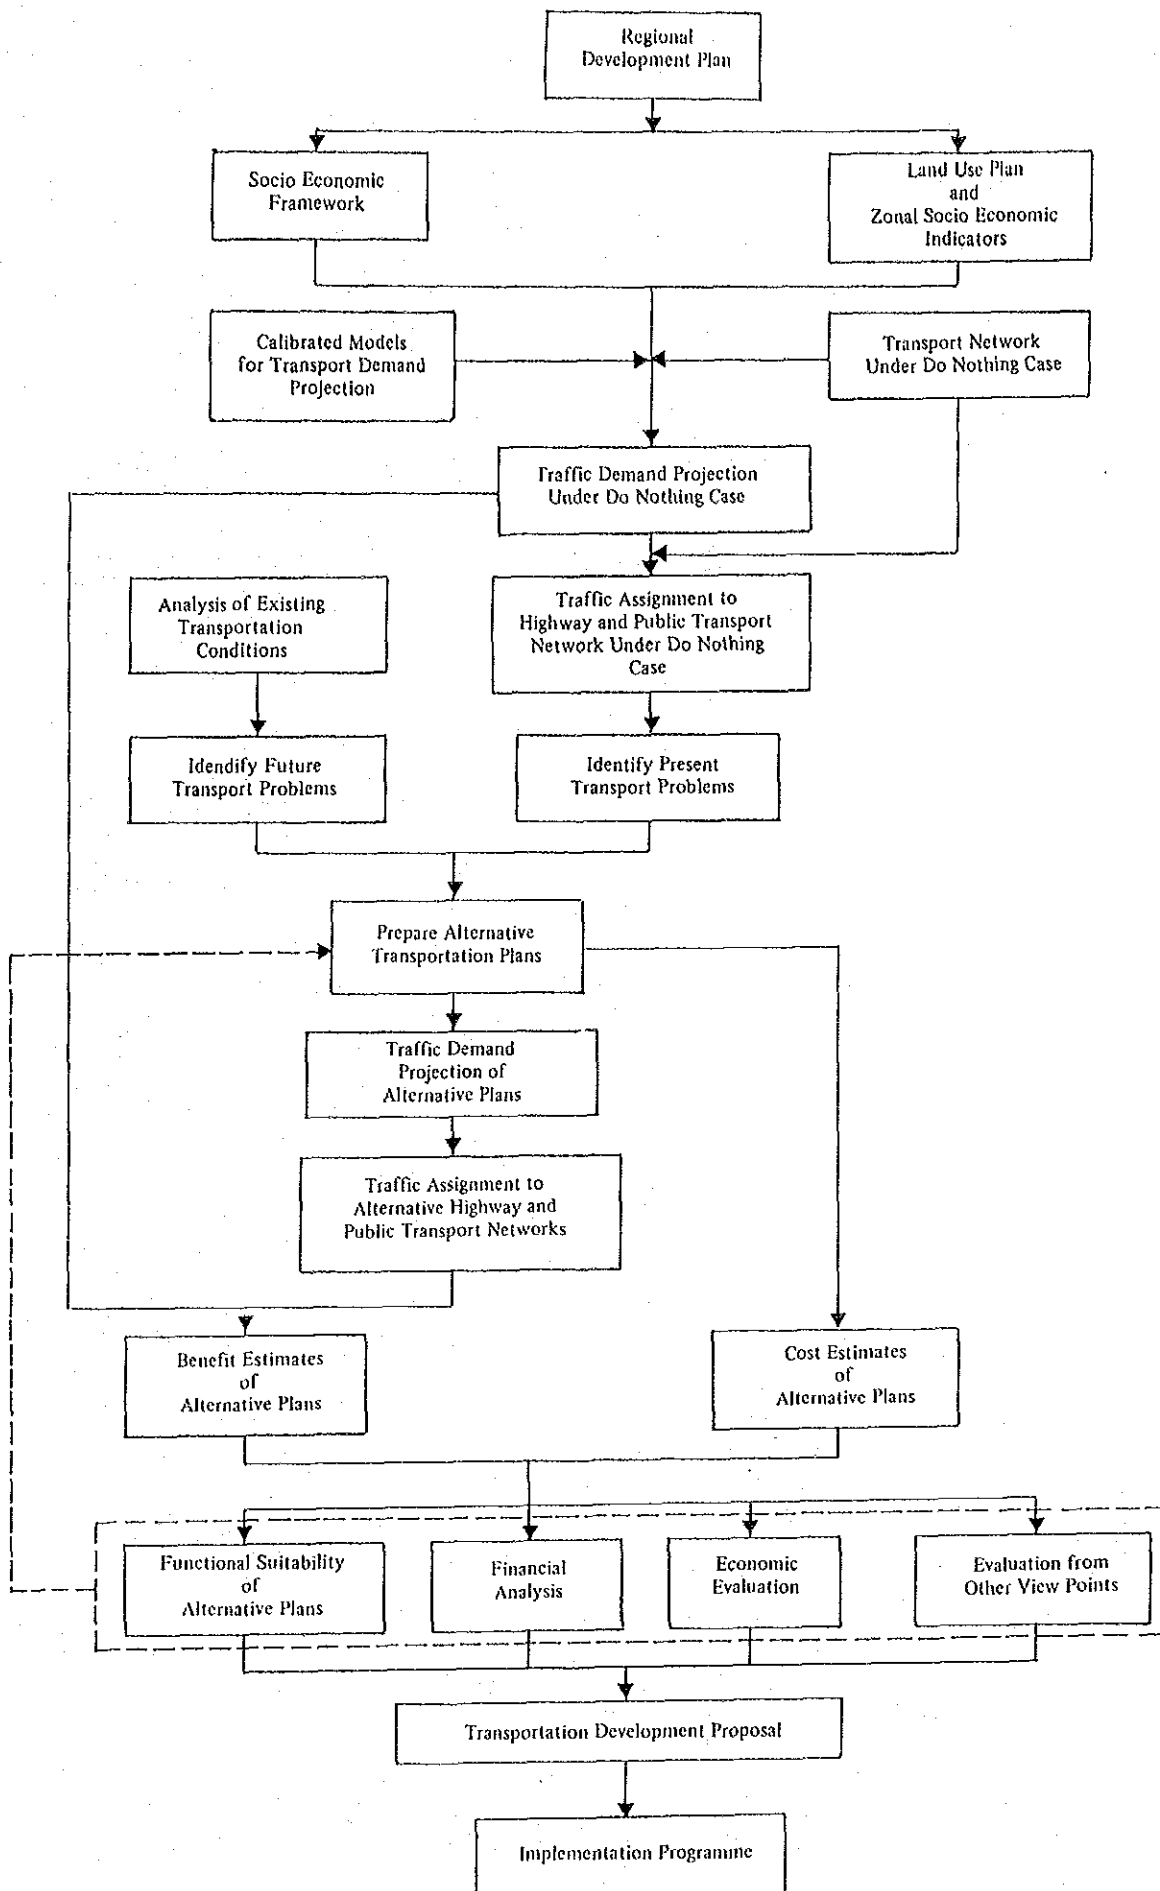 Regional
Development Plan
Socio Economic
Framework
Land Use Plan
and
Zonal Socio Economic
Indicators
Calibrated Models
for Transport Demand
Projection
Transport Network
Under Do Nothing Case
Traffic Demand Projection
Under Do Nothing Case
Analysis of Existing
Transportation
Conditions
Traffic Assignment to
Highway and Public Transport
Network Under Do Nothing
Case
Idendify Future
Transport Problems
Identify Present
Transport Problems
Prepare Alternative
Transportation Plans
Traffic Demand
Projection of
Alternative Plans
Traffic Assignment to
Alternative Highway and
Public Transport Networks
Benefit Estimates
of
Alternative Plans
Cost Estimates
of
Alternative Plans
Functional Suitability
of
Alternative Plans
Financial
Analysis
Economic
Evaluation
Evaluation from
Other View Points
Transportation Development Proposal
Implementation Programme